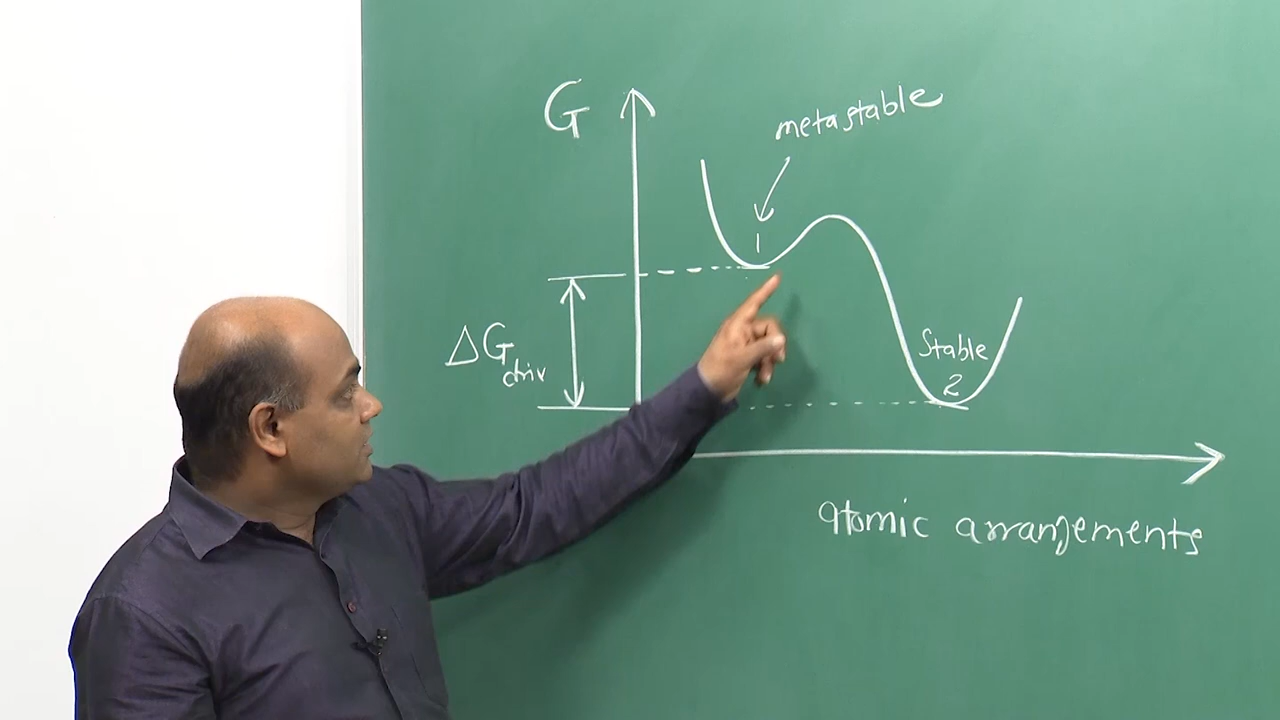 G
metastable
1
ΔG driv
Stable
2
atomic arrangements